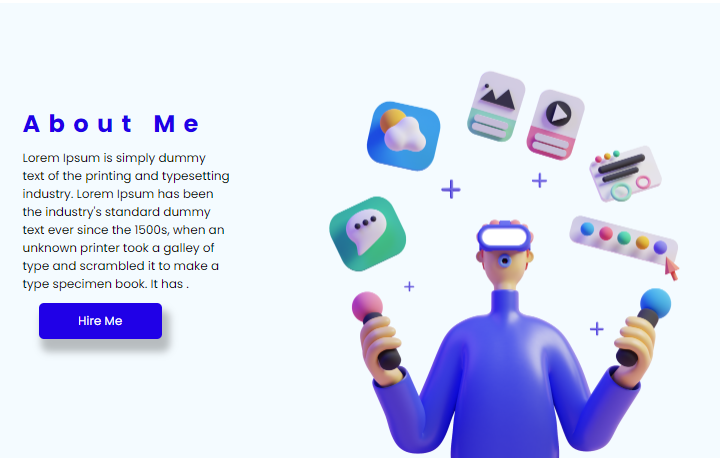 About Me
Lorem Ipsum is simply dummy
text of the printing and typesetting
industry. Lorem Ipsum has been
the industry's standard dummy
text ever since the 1500s, when an
unknown printer took a galley of
type and scrambled it to make a
type specimen book. It has .
Hire Me